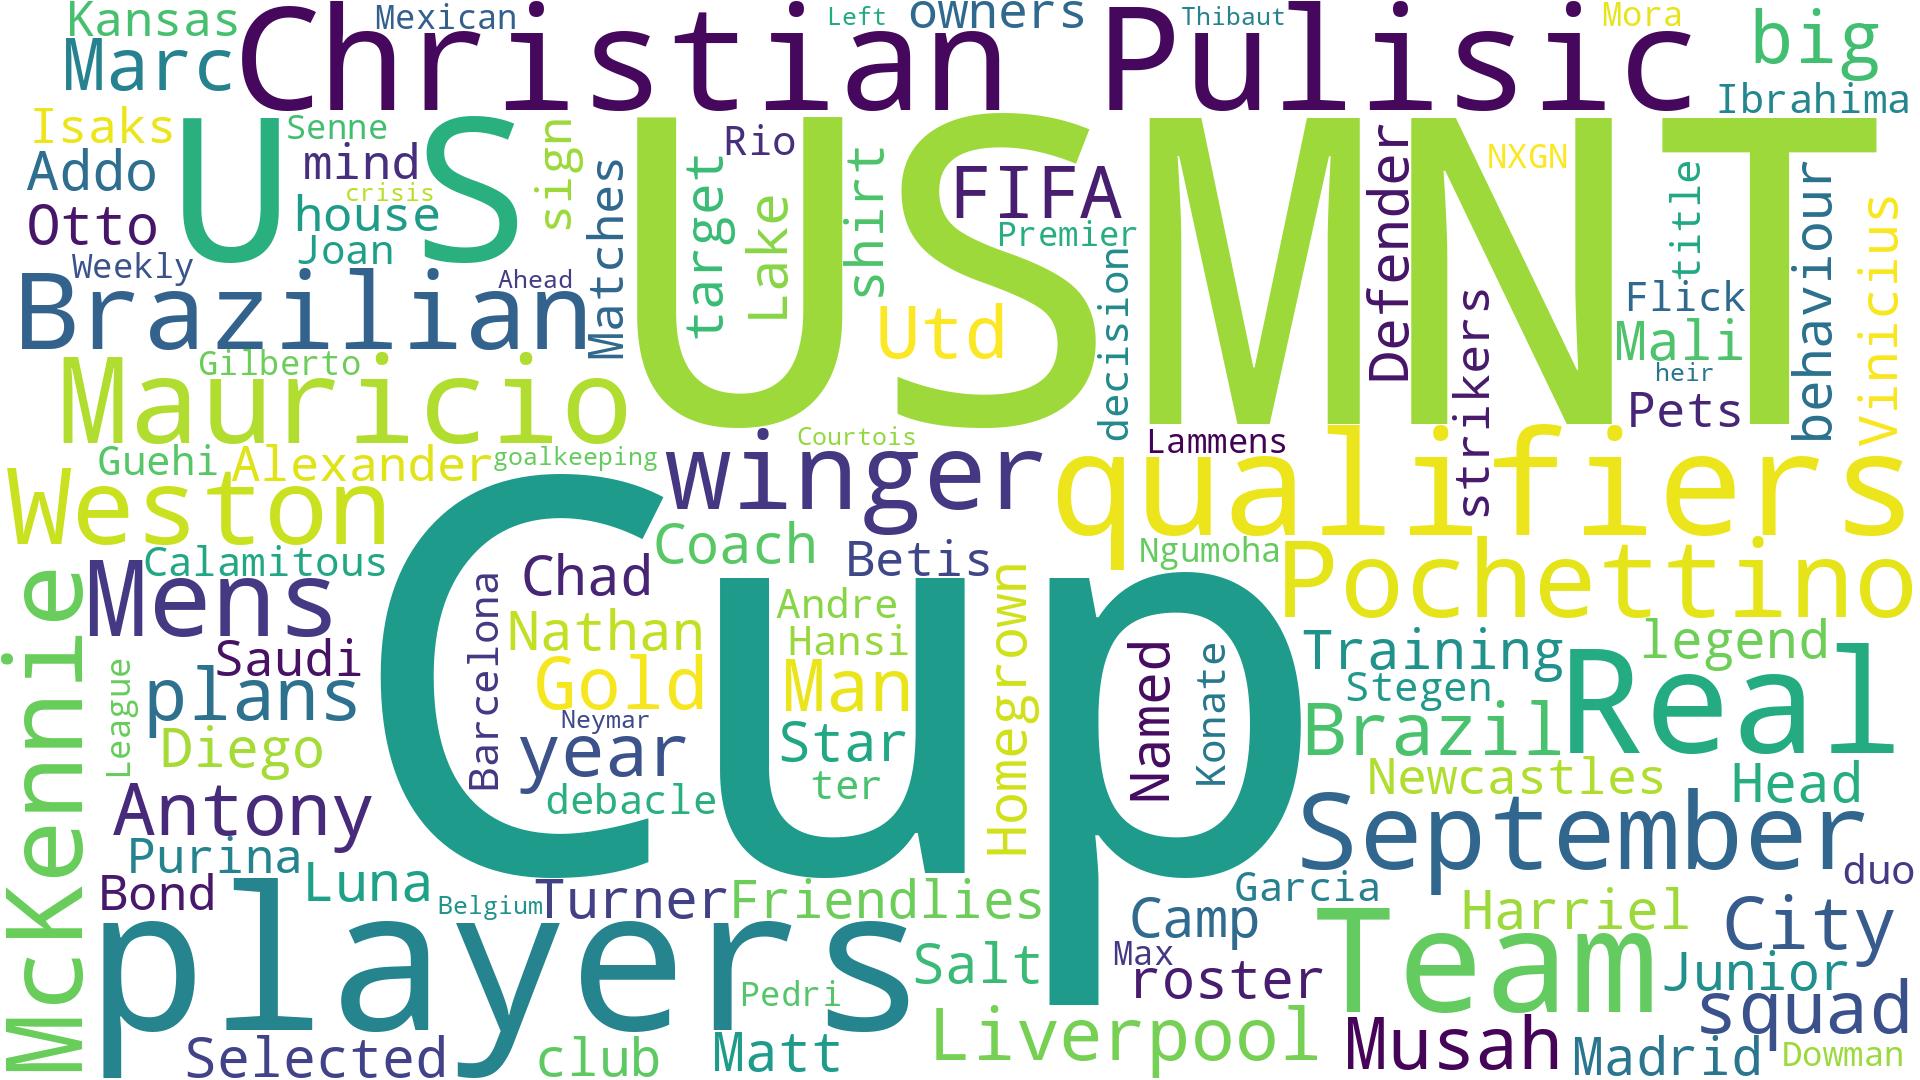 Kansas
Mexican
Left
owners
Thibaut
Mora
Christian Pulisic
big
Marc
Ibrahima
Isaks
Senne
US
USMNT
sign
Rio
Defender
NXGN
mind
Addo
crisis
Matches
target
Lake
shirt
FIFA
title
behaviour
Vinicius
house
Otto
Joan
Premier
decision
Weekly
Ahead
Brazilian
Utd
strikers
Flick
Mali
heir
Pets
Gilberto
Mauricio
Courtois
Lammens
Guehi
Alexander
goalkeeping
winger
qualifiers
Weston
Coach
Betis
Ngumoha
Pochettino
Calamitous
Mens
McKennie
Chad
Cup
Barcelona
Nathan
Andre
Hansi
Homegrown
Named
Konate
Training
legend
Real
Saudi
League
plans
Gold
Man
Stegen
Brazil
Neymar
year
Star
Diego
ter
debacle
Newcastles
Head
Antony
September
Purina
Luna
duo
Bond
Belgium
Turner
Friendlies
Garcia
Camp
Harriel
City
players
Team
Max
Salt
roster
Junior
Pedri
squad
Selected
club
Matt
Liverpool
Musah
Madrid
Dowman